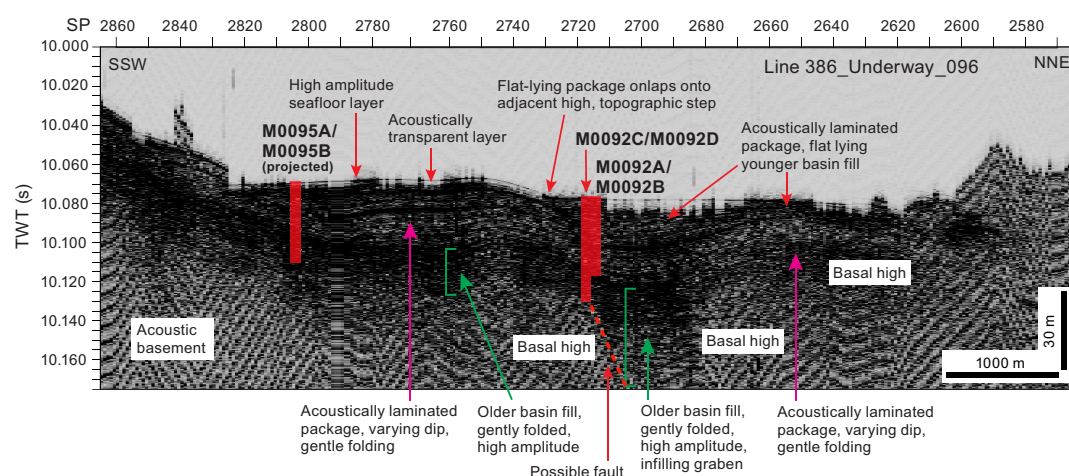 SP 2860 2840 2820 2800 2780 2760 2740 2720 2700 2680 2660 2640 2620 2600 2580
10.000
10.020
10.040
10.060
10.080
10.100
10.120
10.140
10.160
TWT (s)
SSW
Line 386_Underway_096
NNE
High amplitude
seafloor layer
M0095A/
M0095B
(projected)
Acoustically
transparent layer
Flat-lying package onlaps onto
adjacent high, topographic step
M0092C/M0092D
M0092A/
M0092B
Acoustically laminated
package, flat lying
younger basin fill
Acoustic
basement
Basal high
Basal high
Basal high
30 m
1000 m
Acoustically laminated
package, varying dip,
gentle folding
Older basin fill,
gently folded,
high amplitude
Possible fault
Older basin fill,
gently folded,
high amplitude,
infilling graben
Acoustically laminated
package, varying dip,
gentle folding